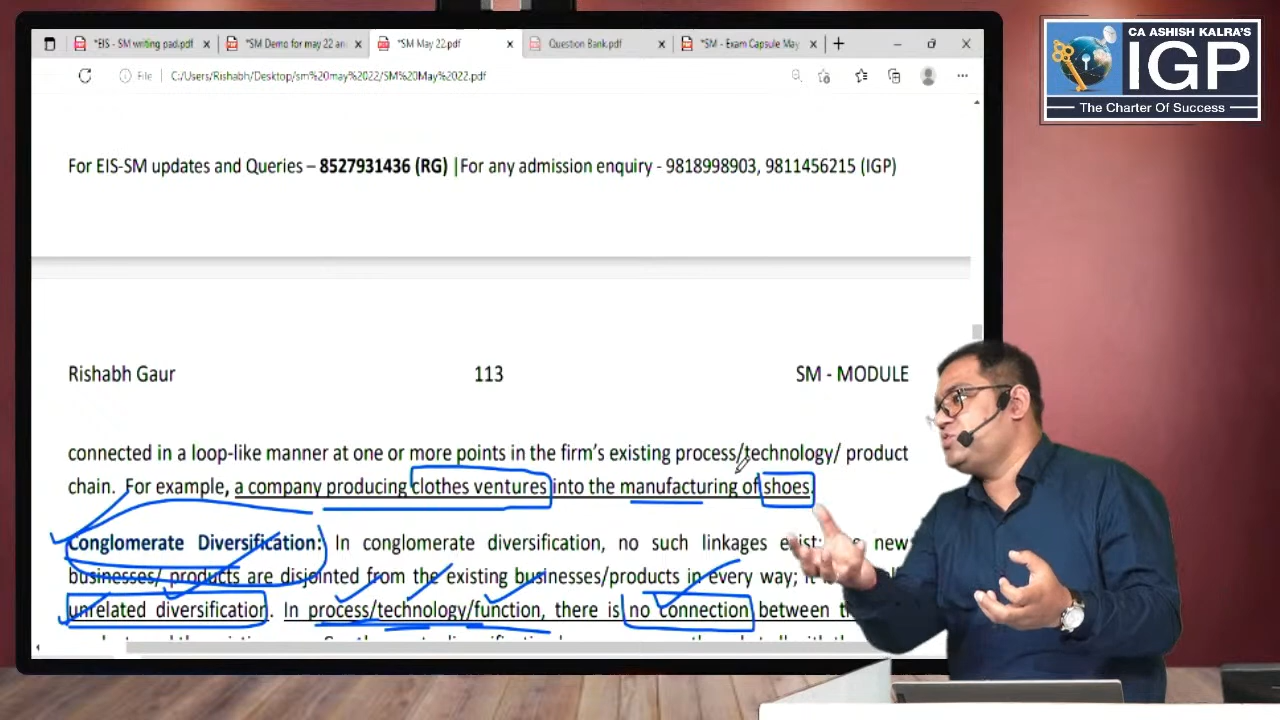 *EIS - SM writing pad.pdf
*SM Demo for may 22 an
*SM May 22.pdf
Question Bank.pdf
*SM - Exam Capsule May
File
C:/Users/Rishabh/Desktop/sm%20may%2022/SM%20May%2022.pdf
CA ASHISH KALRA'S
IGP
The Charter Of Success
For EIS-SM updates and Queries – 8527931436 (RG) |For any admission enquiry - 9818998903, 9811456215 (IGP)
Rishabh Gaur 113 SM - MODULE
connected in a loop-like manner at one or more points in the firm's existing process/technology/ product
chain. For example, a company producing clothes ventures into the manufacturing of shoes.
Conglomerate Diversification: In conglomerate diversification, no such linkages exist; new
businesses/ products are disjointed from the existing businesses/products in every way; it
unrelated diversification. In process/technology/function, there is no connection between